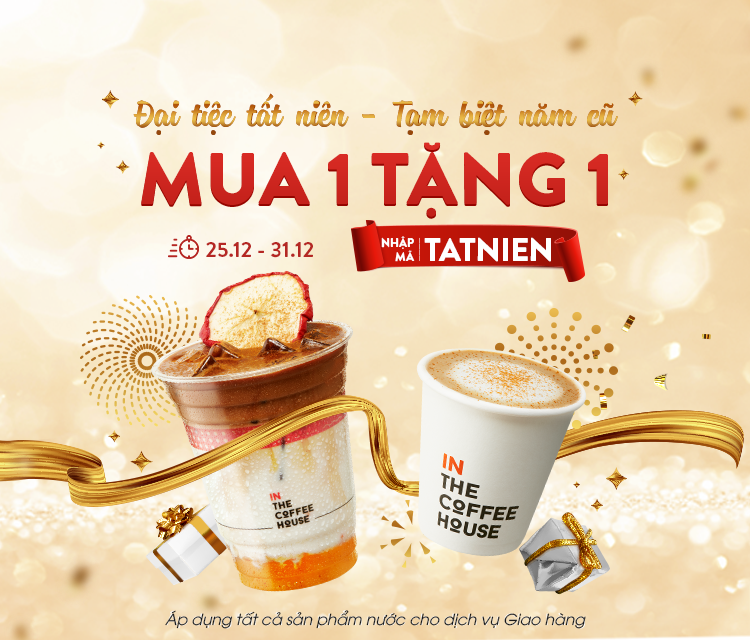 Đại tiệc tất niên - Tạm biệt năm cũ
MUA 1 TẶNG 1
25.12 - 31.12
NHẬP
MÃ
TATNIEN
IN
THE
COFFEE
HOUSE
IN
THE
COFFEE
HOUSE
Áp dụng tất cả sản phẩm nước cho dịch vụ Giao hàng